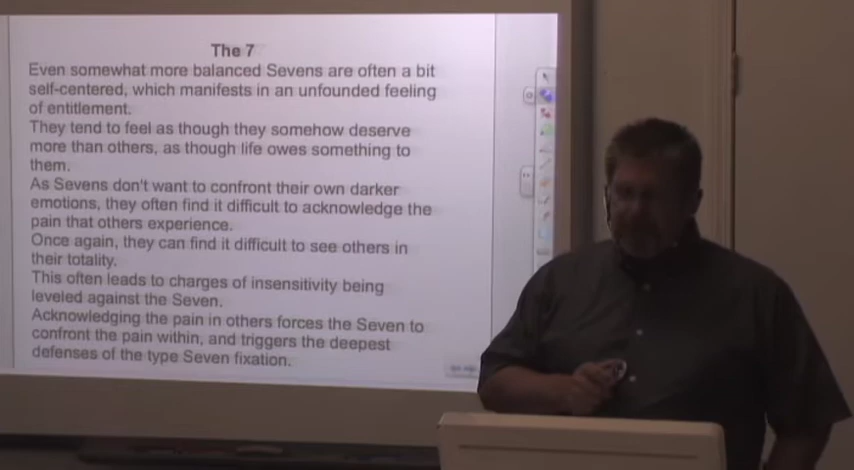 The 7
Even somewhat more balanced Sevens are often a bit
self-centered, which manifests in an unfounded feeling
of entitlement.
They tend to feel as though they somehow deserve
more than others, as though life owes something to
them.
As Sevens don't want to confront their own darker
emotions, they often find it difficult to acknowledge the
pain that others experience.
Once again, they can find it difficult to see others in
their totality.
This often leads to charges of insensitivity being
leveled against the Seven.
Acknowledging the pain in others forces the Seven to
confront the pain within, and triggers the deepest
defenses of the type Seven fixation.